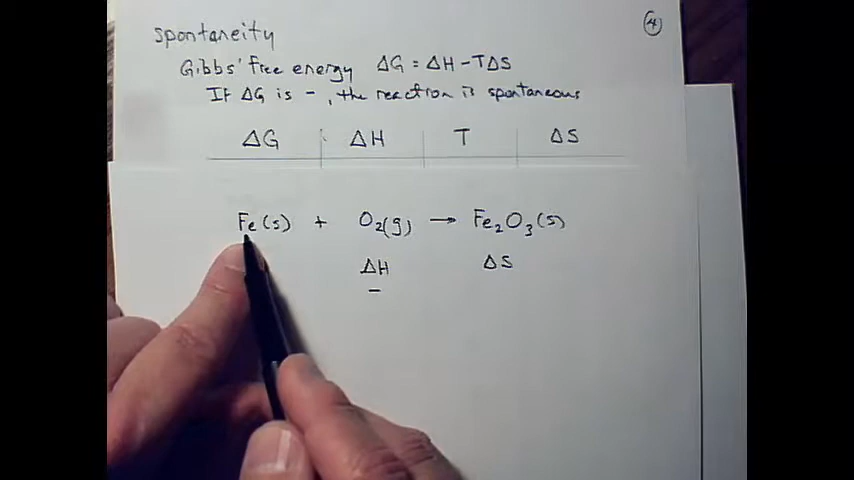 ④
spontaneity
Gibbs' free energy ΔG = ΔH - TΔS
If ΔG is - , the reaction is spontaneous
ΔG ΔH T ΔS
Fe(s) + O₂(g) → Fe₂O₃(s)
ΔH ΔS
-